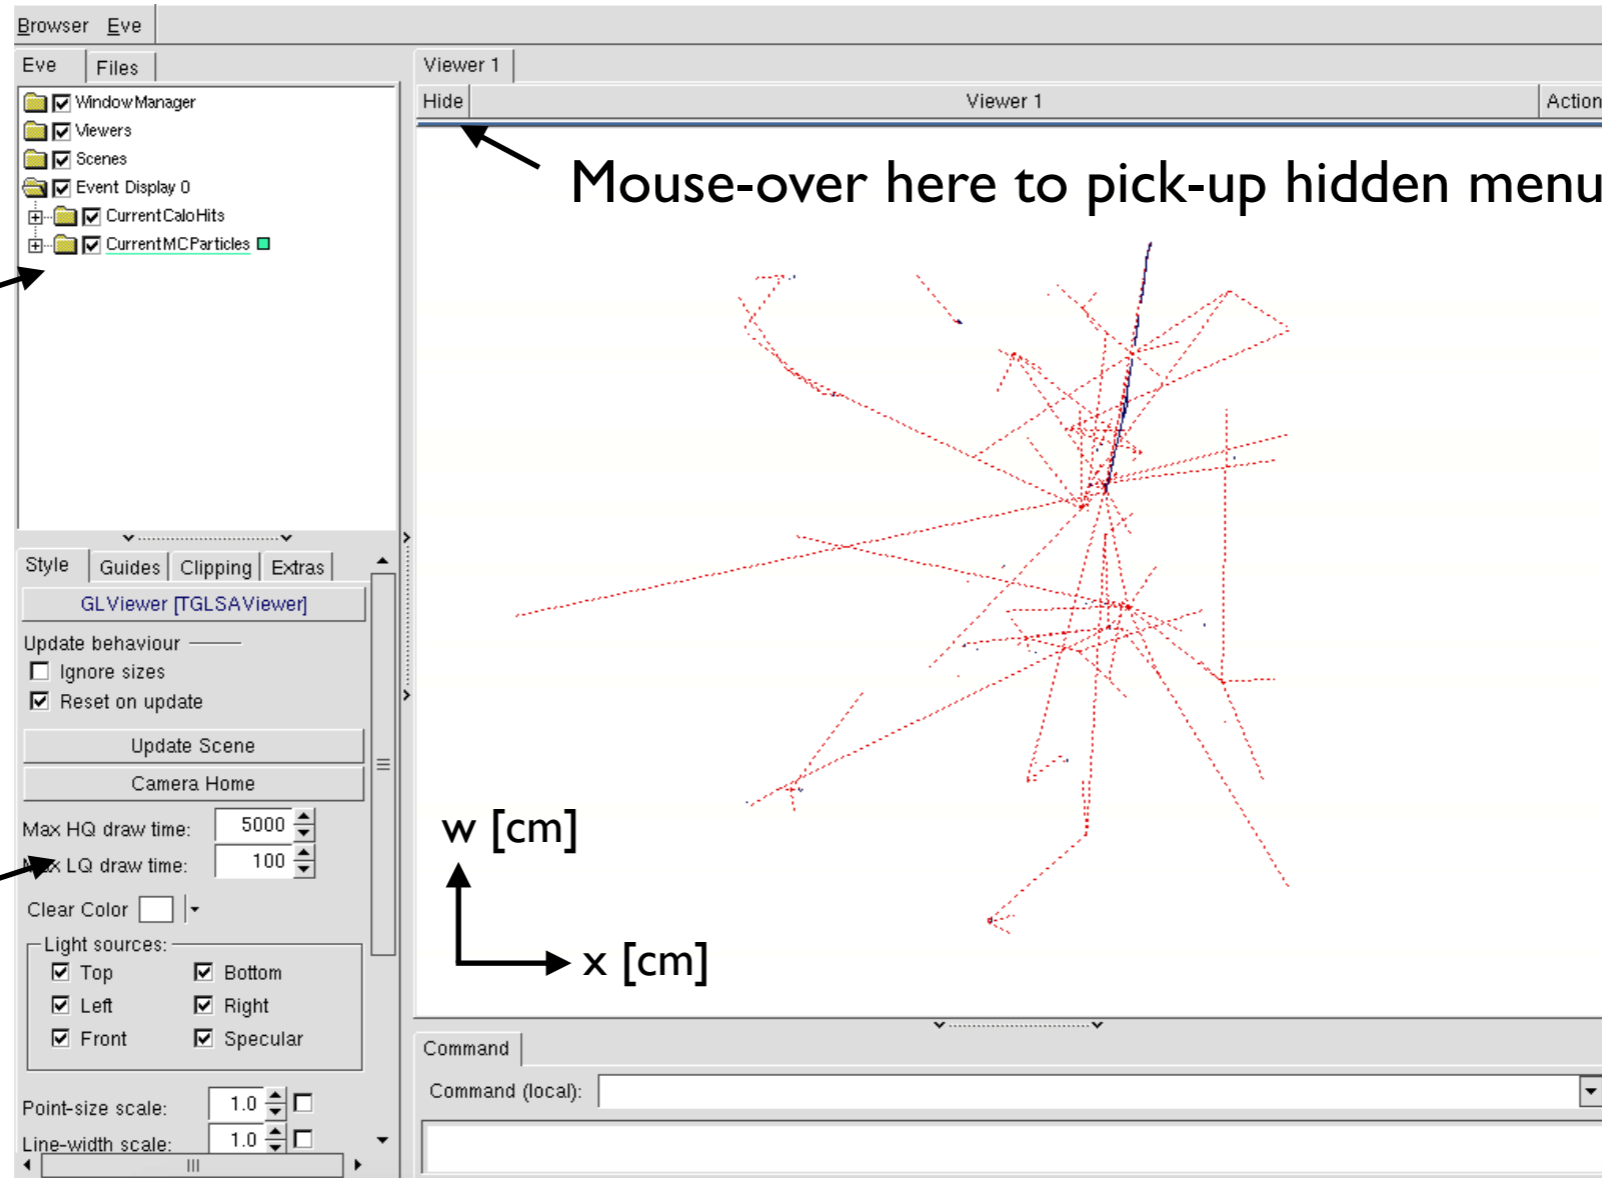 Browser Eve
Eve Files
WindowManager
Viewers
Scenes
Event Display 0
CurrentCaloHits
CurrentMCParticles
Style Guides Clipping Extras
GLViewer [TGLSAViewer]
Update behaviour
Ignore sizes
Reset on update
Update Scene
Camera Home
Max HQ draw time: 5000
Max LQ draw time: 100
Clear Color
Light sources:
Top Bottom
Left Right
Front Specular
Point-size scale: 1.0
Line-width scale: 1.0
Viewer 1
Hide Viewer 1 Action
Mouse-over here to pick-up hidden menu
w [cm]
x [cm]
Command
Command (local):